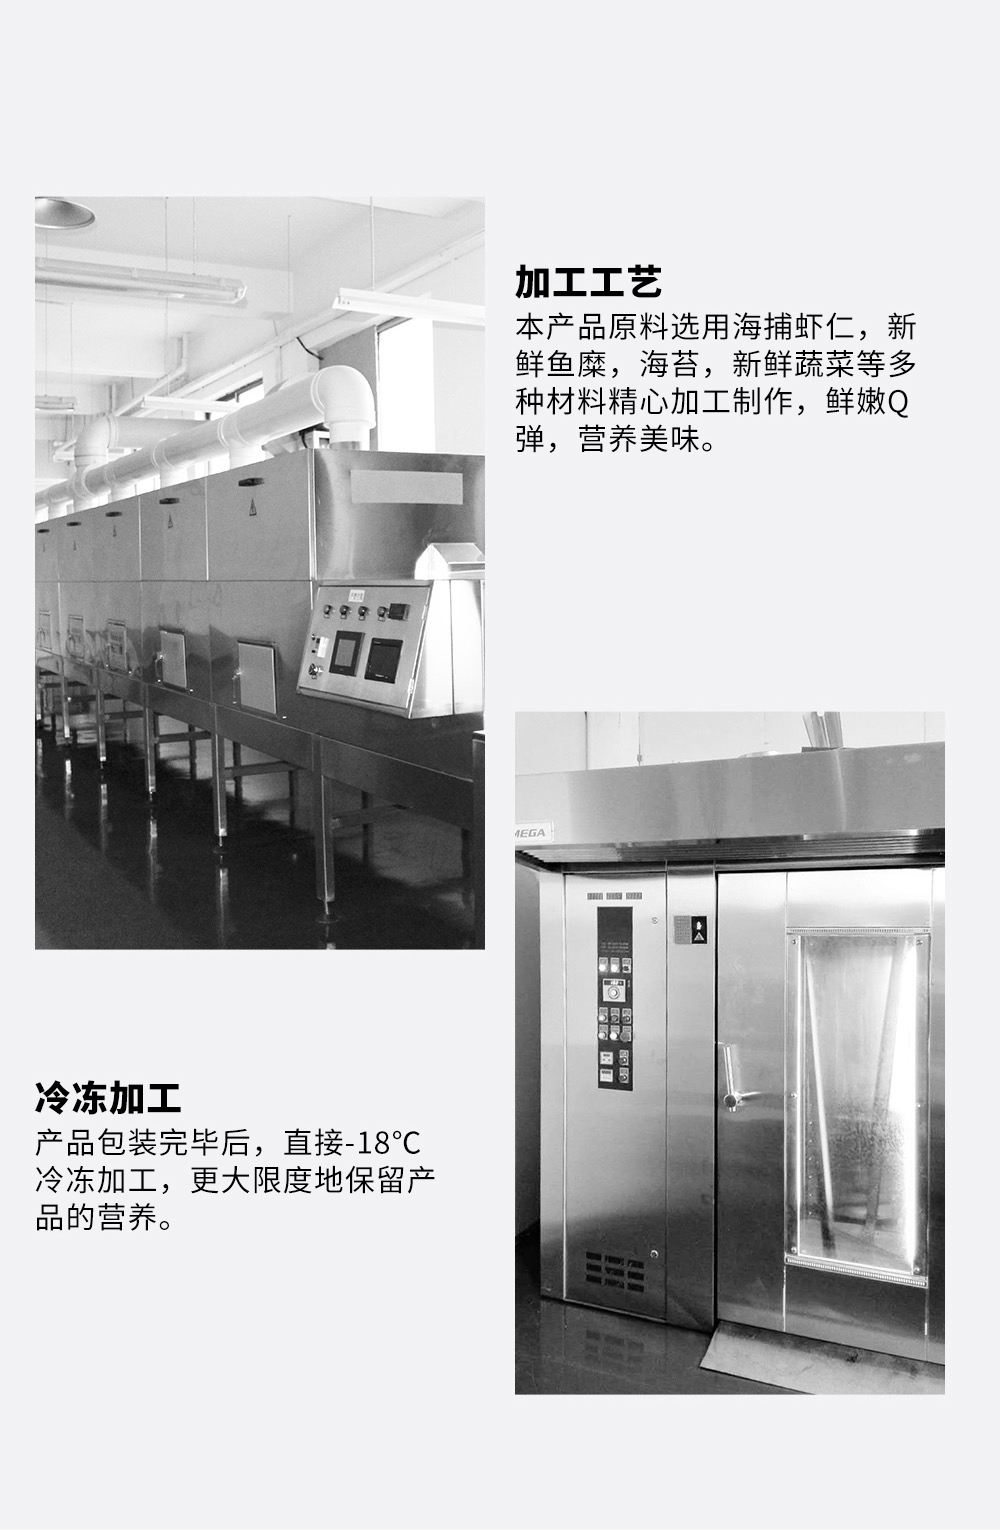 加工工艺
本产品原料选用海捕虾仁，新
鲜鱼糜，海苔，新鲜蔬菜等多
种材料精心加工制作，鲜嫩Q
弹，营养美味。
MEGA
冷冻加工
产品包装完毕后，直接-18℃
冷冻加工，更大限度地保留产
品的营养。